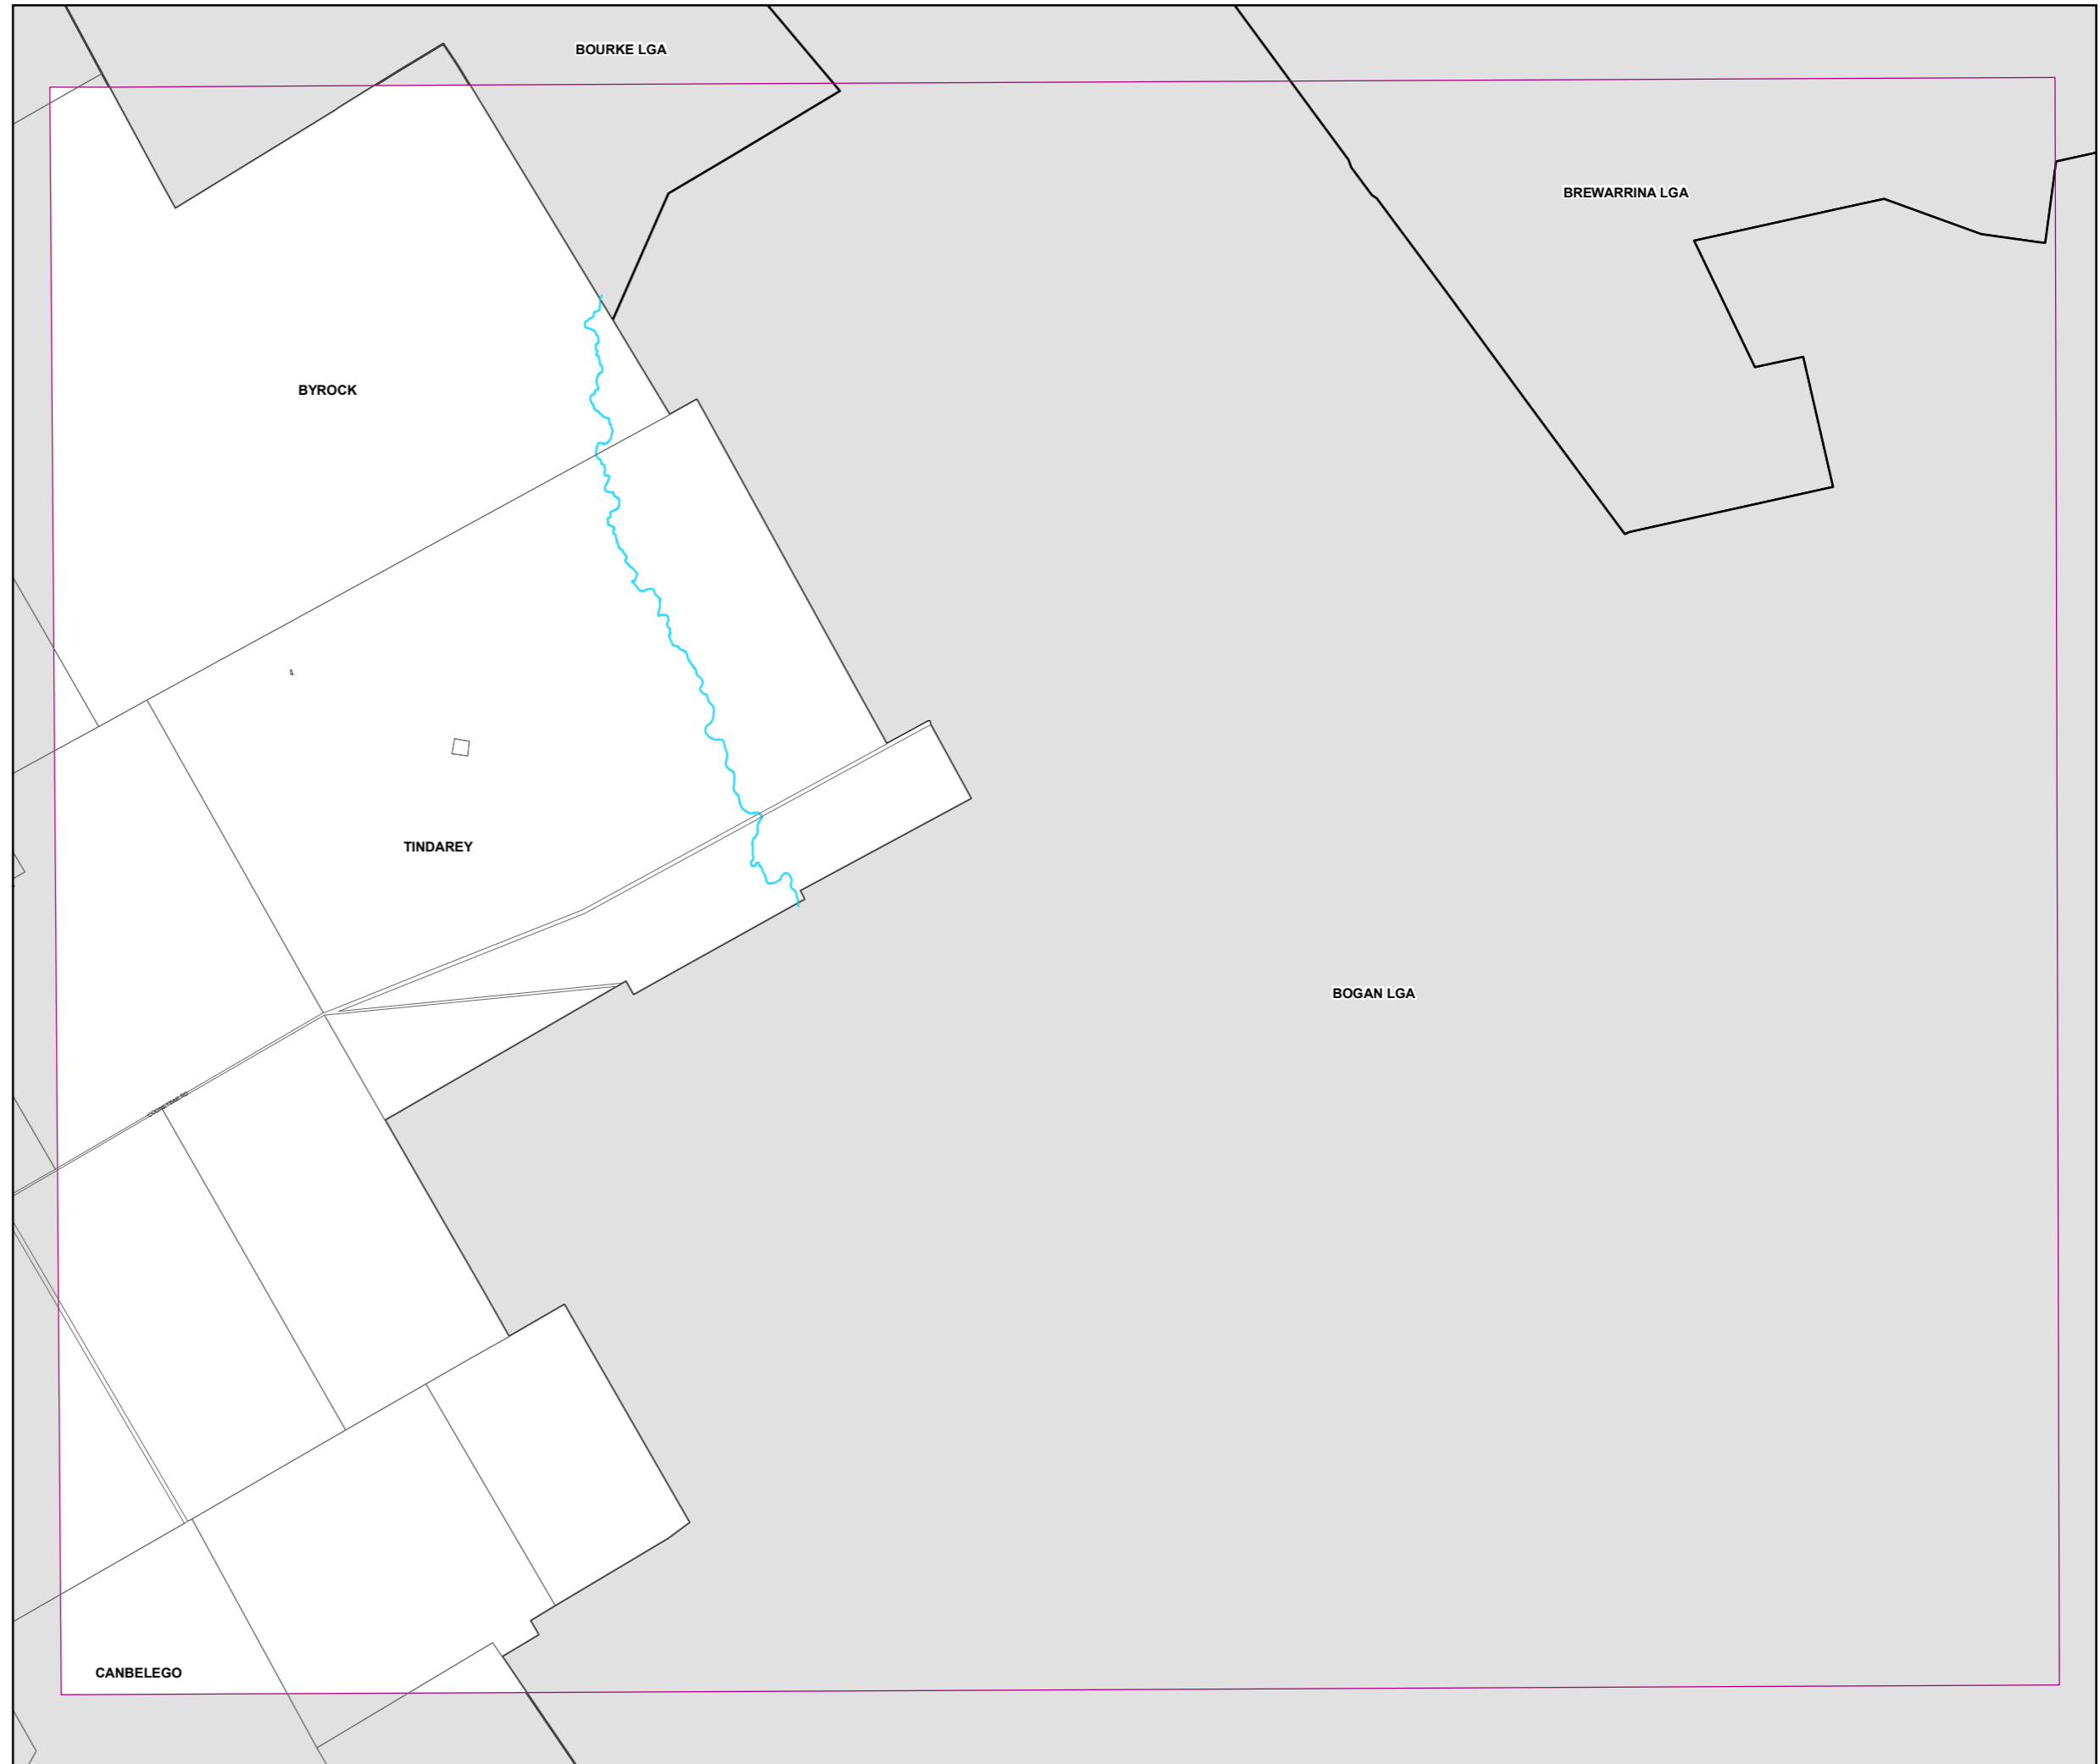 BOURKE LGA
BREWARRINA LGA
BYROCK
TINDAREY
BOGAN LGA
CANBELEGO